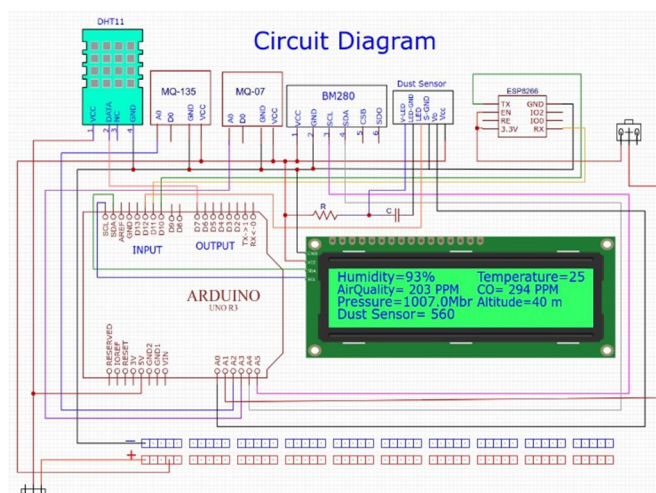 DHT11
Circuit Diagram
MQ-135
MQ-07
BM280
Dust Sensor
ESP8266
TX GND
EN IO2
RE IO0
3.3V RX
VCC
DATA
NC
GND
1 2 3 4
A0 D0 GND VCC
A0 D0 GND VCC
VCC GND SCL SDA CSB SDO
1 2 3 4 5 6
V-LED LED-GND LED S-GND Vo Vcc
R
C
SCL SDA AREF GND D13 D12 D11 D10 D9 D8
D7 D6 D5 D4 D3 D2 TX->1 RX<-0
INPUT OUTPUT
ARDUINO
UNO R3
RESERVED IOREF RESET 3V 5V GND2 GND1 VIN
A0 A1 A2 A3 A4 A5
SDA
SCL
Humidity=93% Temperature=25
AirQuality= 203 PPM CO= 294 PPM
Pressure=1007.0Mbr Altitude=40 m
Dust Sensor= 560
−
+